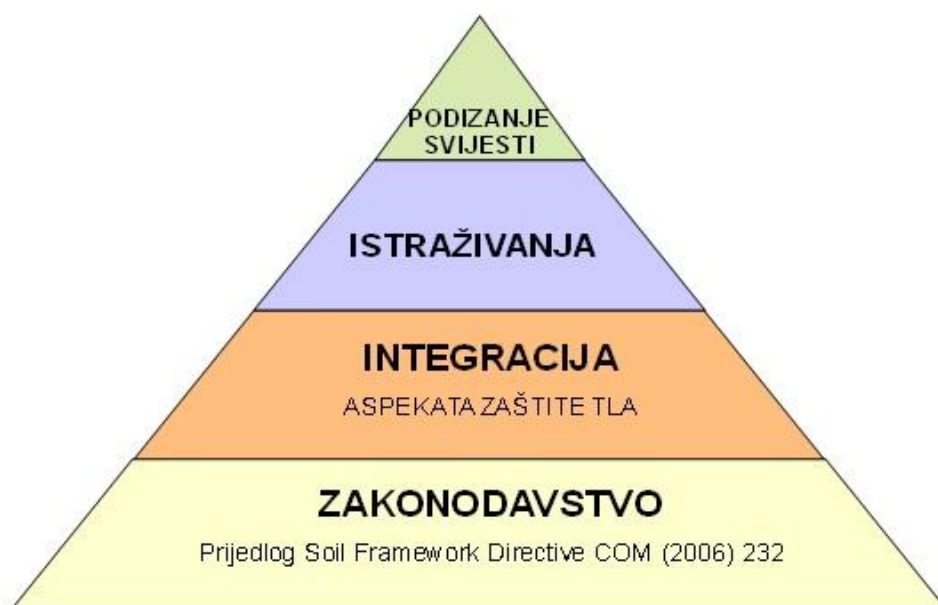 PODIZANJE
SVIJESTI
ISTRAŽIVANJA
INTEGRACIJA
ASPEKATA ZAŠTITE TLA
ZAKONODAVSTVO
Prijedlog Soil Framework Directive COM (2006) 232